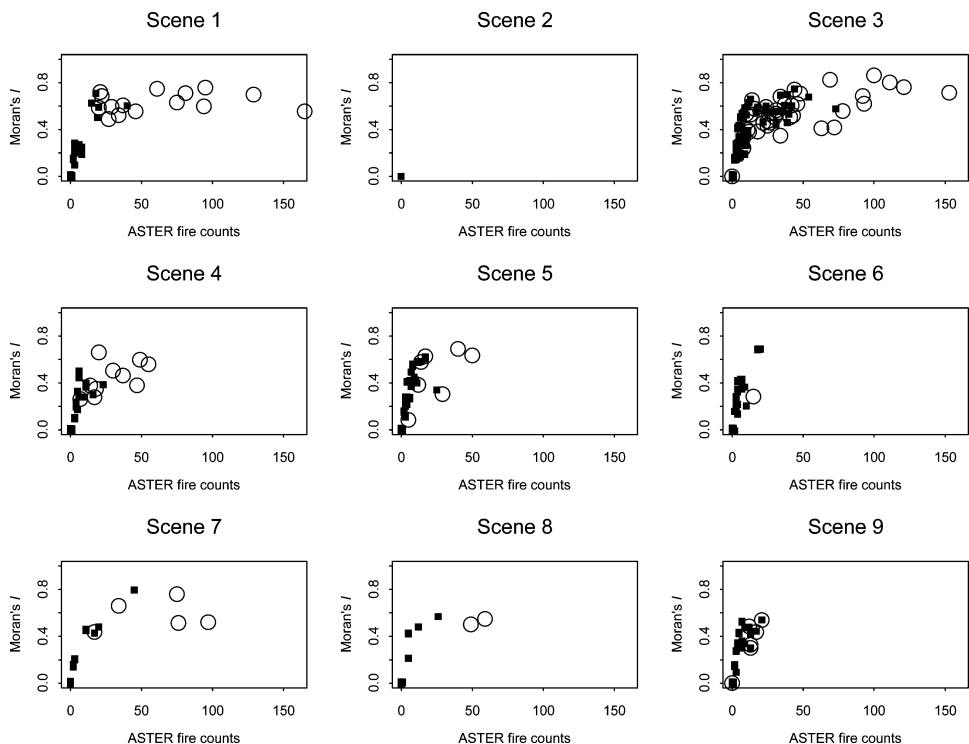 Scene 1
Scene 2
Scene 3
Moran's I
0.0 0.4 0.8
0 50 100 150
ASTER fire counts
Moran's I
0.0 0.4 0.8
0 50 100 150
ASTER fire counts
Moran's I
0.0 0.4 0.8
0 50 100 150
ASTER fire counts
Scene 4
Scene 5
Scene 6
Moran's I
0.0 0.4 0.8
0 50 100 150
ASTER fire counts
Moran's I
0.0 0.4 0.8
0 50 100 150
ASTER fire counts
Moran's I
0.0 0.4 0.8
0 50 100 150
ASTER fire counts
Scene 7
Scene 8
Scene 9
Moran's I
0.0 0.4 0.8
0 50 100 150
ASTER fire counts
Moran's I
0.0 0.4 0.8
0 50 100 150
ASTER fire counts
Moran's I
0.0 0.4 0.8
0 50 100 150
ASTER fire counts